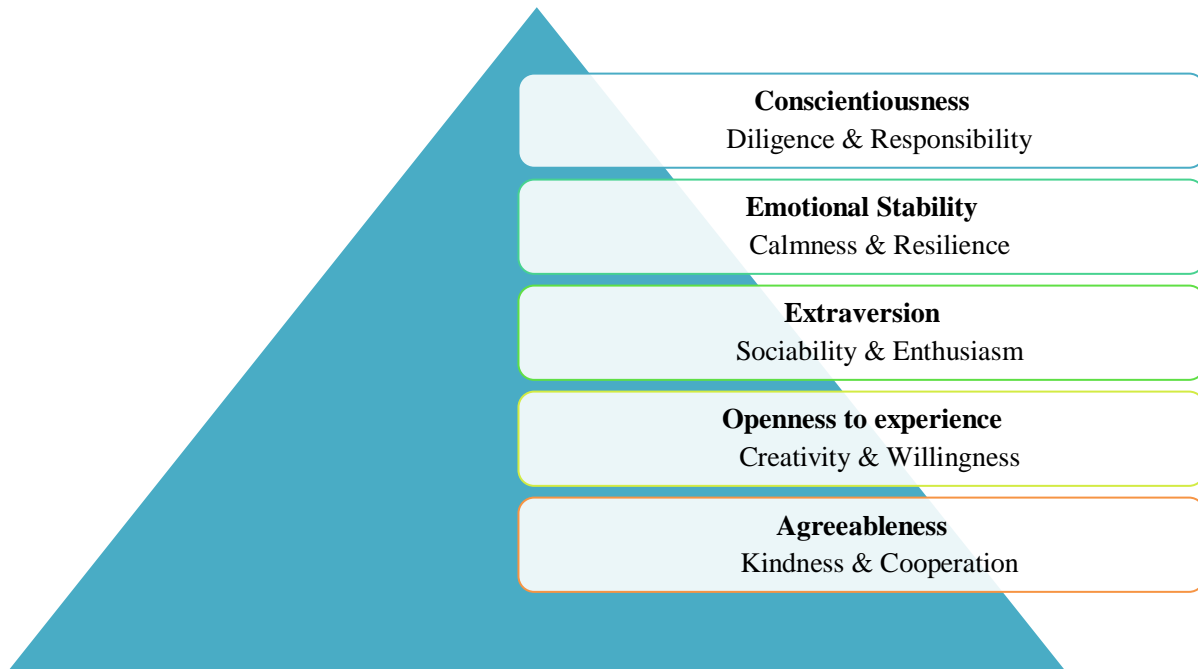 Conscientiousness
Diligence & Responsibility
Emotional Stability
Calmness & Resilience
Extraversion
Sociability & Enthusiasm
Openness to experience
Creativity & Willingness
Agreeableness
Kindness & Cooperation